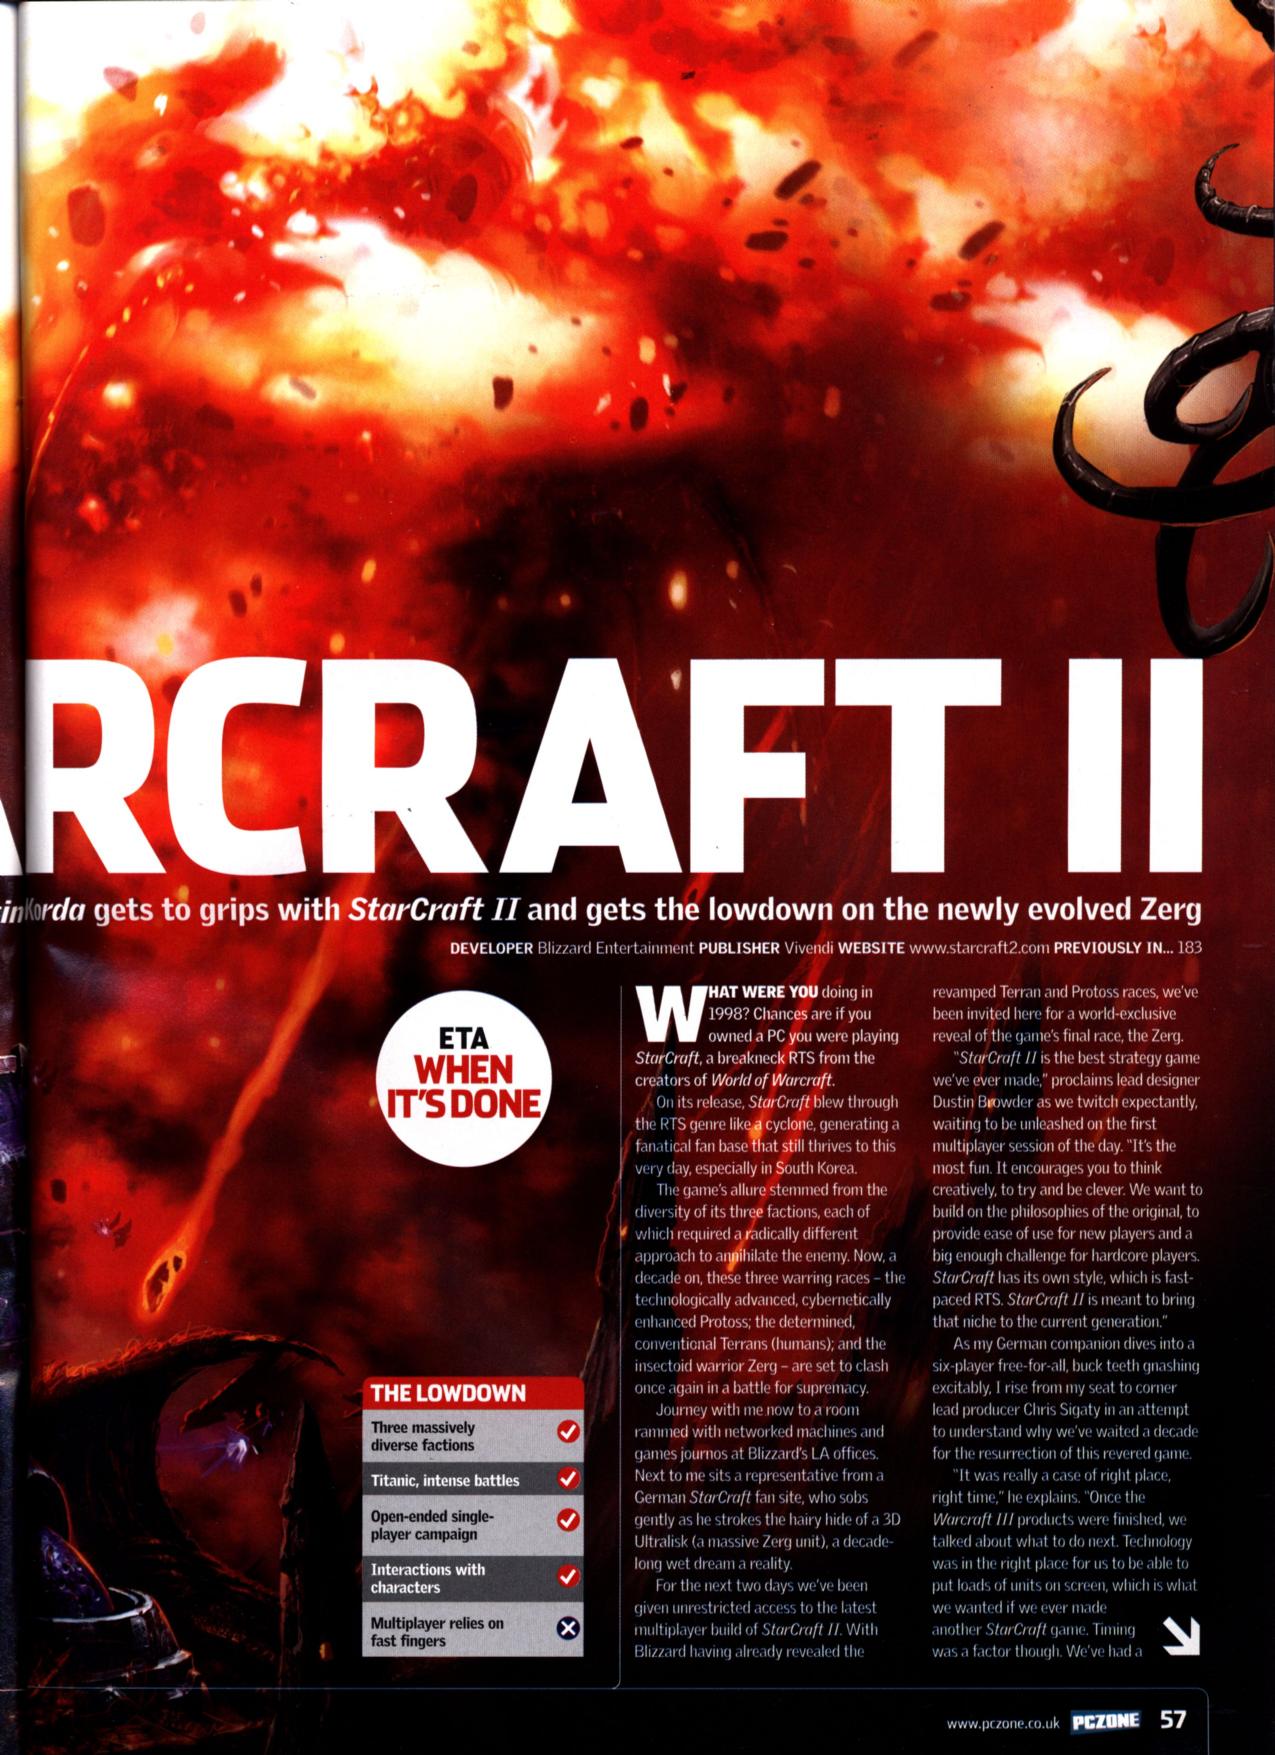 ARCRAFT II
Korda gets to grips with StarCraft II and gets the lowdown on the newly evolved Zerg
DEVELOPER Blizzard Entertainment PUBLISHER Vivendi WEBSITE www.starcraft2.com PREVIOUSLY IN... 183
ETA
WHEN
IT'S DONE
THE LOWDOWN
Three massively
diverse factions
Titanic, intense battles
Open-ended single-
player campaign
Interactions with
characters
Multiplayer relies on
fast fingers
WHAT WERE YOU doing in
1998? Chances are if you
owned a PC you were playing
StarCraft, a breakneck RTS from the
creators of World of Warcraft.
On its release, StarCraft blew through
the RTS genre like a cyclone, generating a
fanatical fan base that still thrives to this
very day, especially in South Korea.
The game's allure stemmed from the
diversity of its three factions, each of
which required a radically different
approach to annihilate the enemy. Now, a
decade on, these three warring races – the
technologically advanced, cybernetically
enhanced Protoss; the determined,
conventional Terrans (humans); and the
insectoid warrior Zerg – are set to clash
once again in a battle for supremacy.
Journey with me now to a room
rammed with networked machines and
games journos at Blizzard's LA offices.
Next to me sits a representative from a
German StarCraft fan site, who sobs
gently as he strokes the hairy hide of a 3D
Ultralisk (a massive Zerg unit), a decade-
long wet dream a reality.
For the next two days we've been
given unrestricted access to the latest
multiplayer build of StarCraft II. With
Blizzard having already revealed the
revamped Terran and Protoss races, we've
been invited here for a world-exclusive
reveal of the game's final race, the Zerg.
"StarCraft II is the best strategy game
we've ever made," proclaims lead designer
Dustin Browder as we twitch expectantly,
waiting to be unleashed on the first
multiplayer session of the day. "It's the
most fun. It encourages you to think
creatively, to try and be clever. We want to
build on the philosophies of the original, to
provide ease of use for new players and a
big enough challenge for hardcore players.
StarCraft has its own style, which is fast-
paced RTS. StarCraft II is meant to bring
that niche to the current generation."
As my German companion dives into a
six-player free-for-all, buck teeth gnashing
excitably, I rise from my seat to corner
lead producer Chris Sigaty in an attempt
to understand why we've waited a decade
for the resurrection of this revered game.
"It was really a case of right place,
right time," he explains. "Once the
Warcraft III products were finished, we
talked about what to do next. Technology
was in the right place for us to be able to
put loads of units on screen, which is what
we wanted if we ever made
another StarCraft game. Timing
was a factor though. We've had a
www.pczone.co.uk PCZONE 57